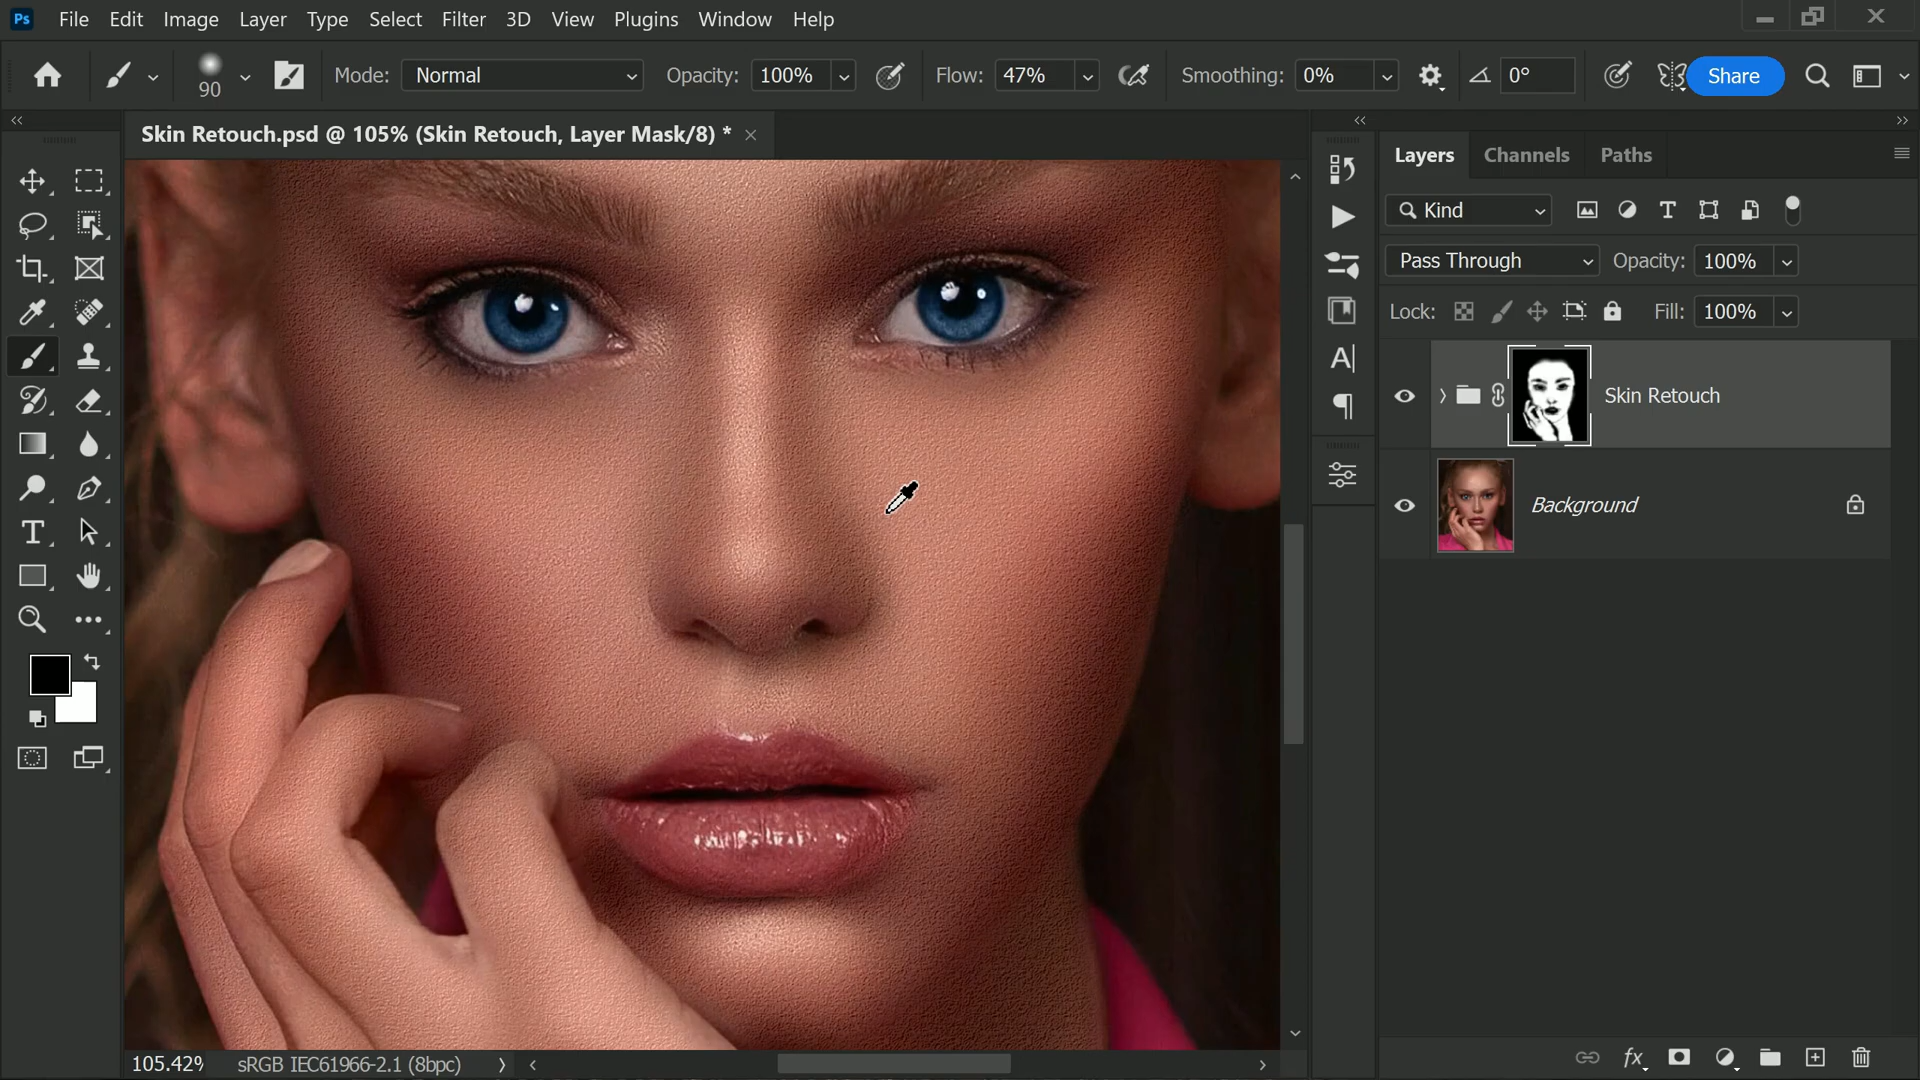 Ps File Edit Image Layer Type Select Filter 3D View Plugins Window Help
90 Mode: Normal Opacity: 100% Flow: 47% Smoothing: 0% 0° Share
Skin Retouch.psd @ 105% (Skin Retouch, Layer Mask/8) *
Layers Channels Paths
Kind
Pass Through Opacity: 100%
Lock: Fill: 100%
Skin Retouch
Background
105.42% sRGB IEC61966-2.1 (8bpc)